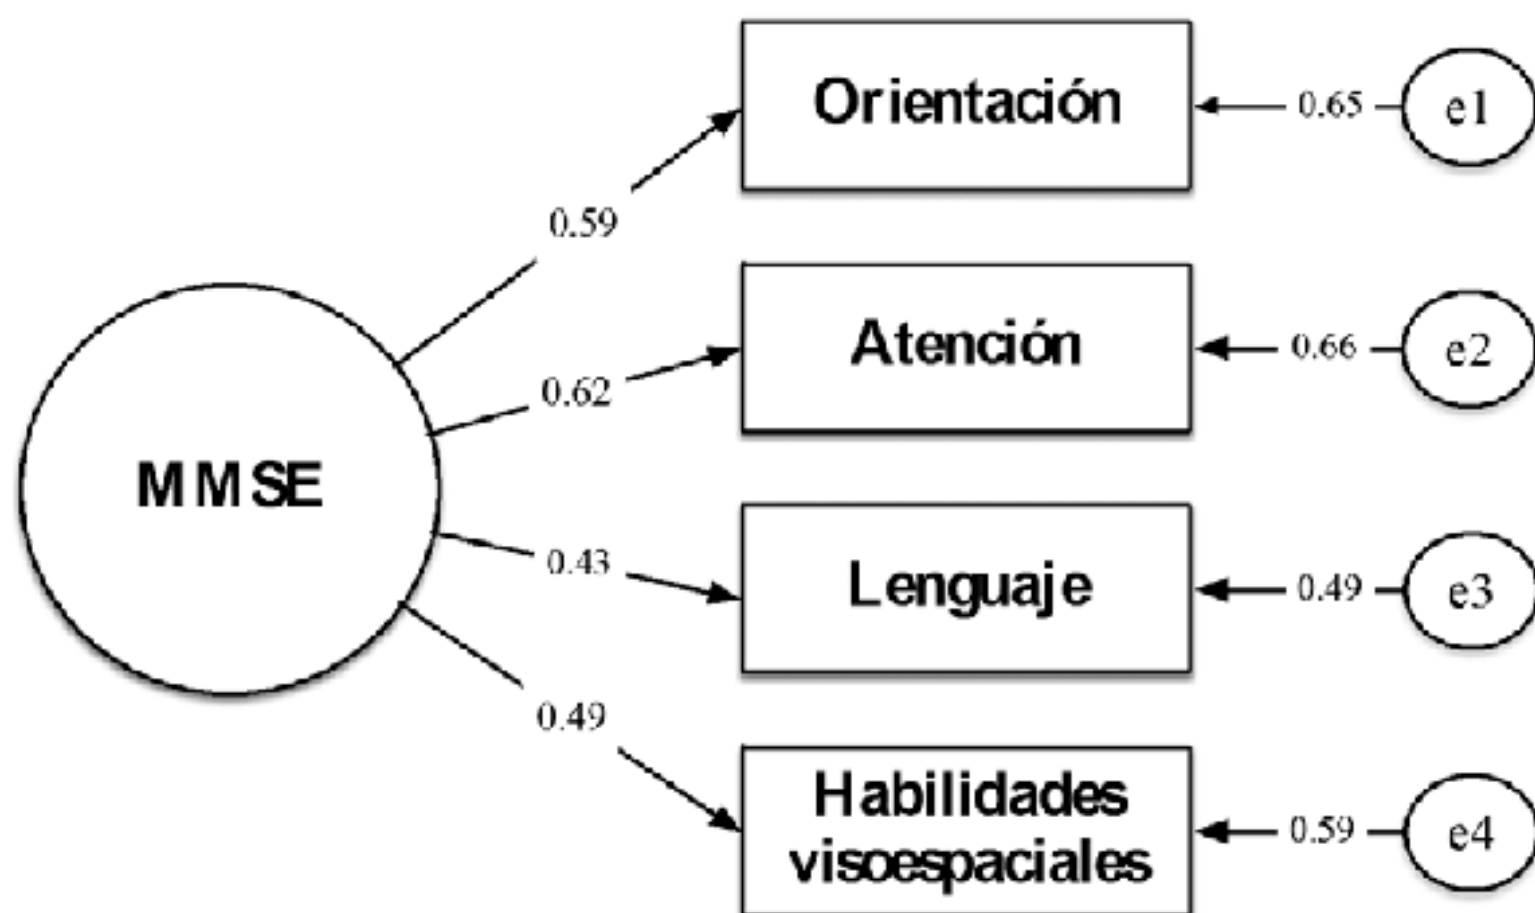 Orientación
0.65
e1
0.59
Atención
0.66
e2
0.62
MMSE
Lenguaje
0.49
e3
0.43
0.49
Habilidades
visoespaciales
0.59
e4